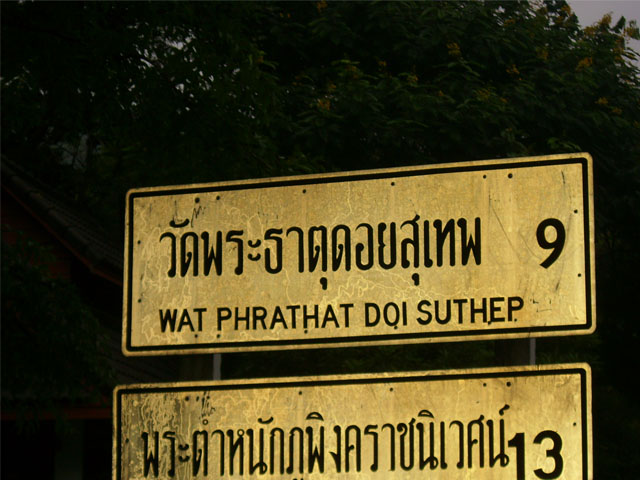 วัดพระธาตุดอยสุเทพ 9
WAT PHRATHAT DOI SUTHEP
พระตำหนักภูพิงคราชนิเวศน์ 13